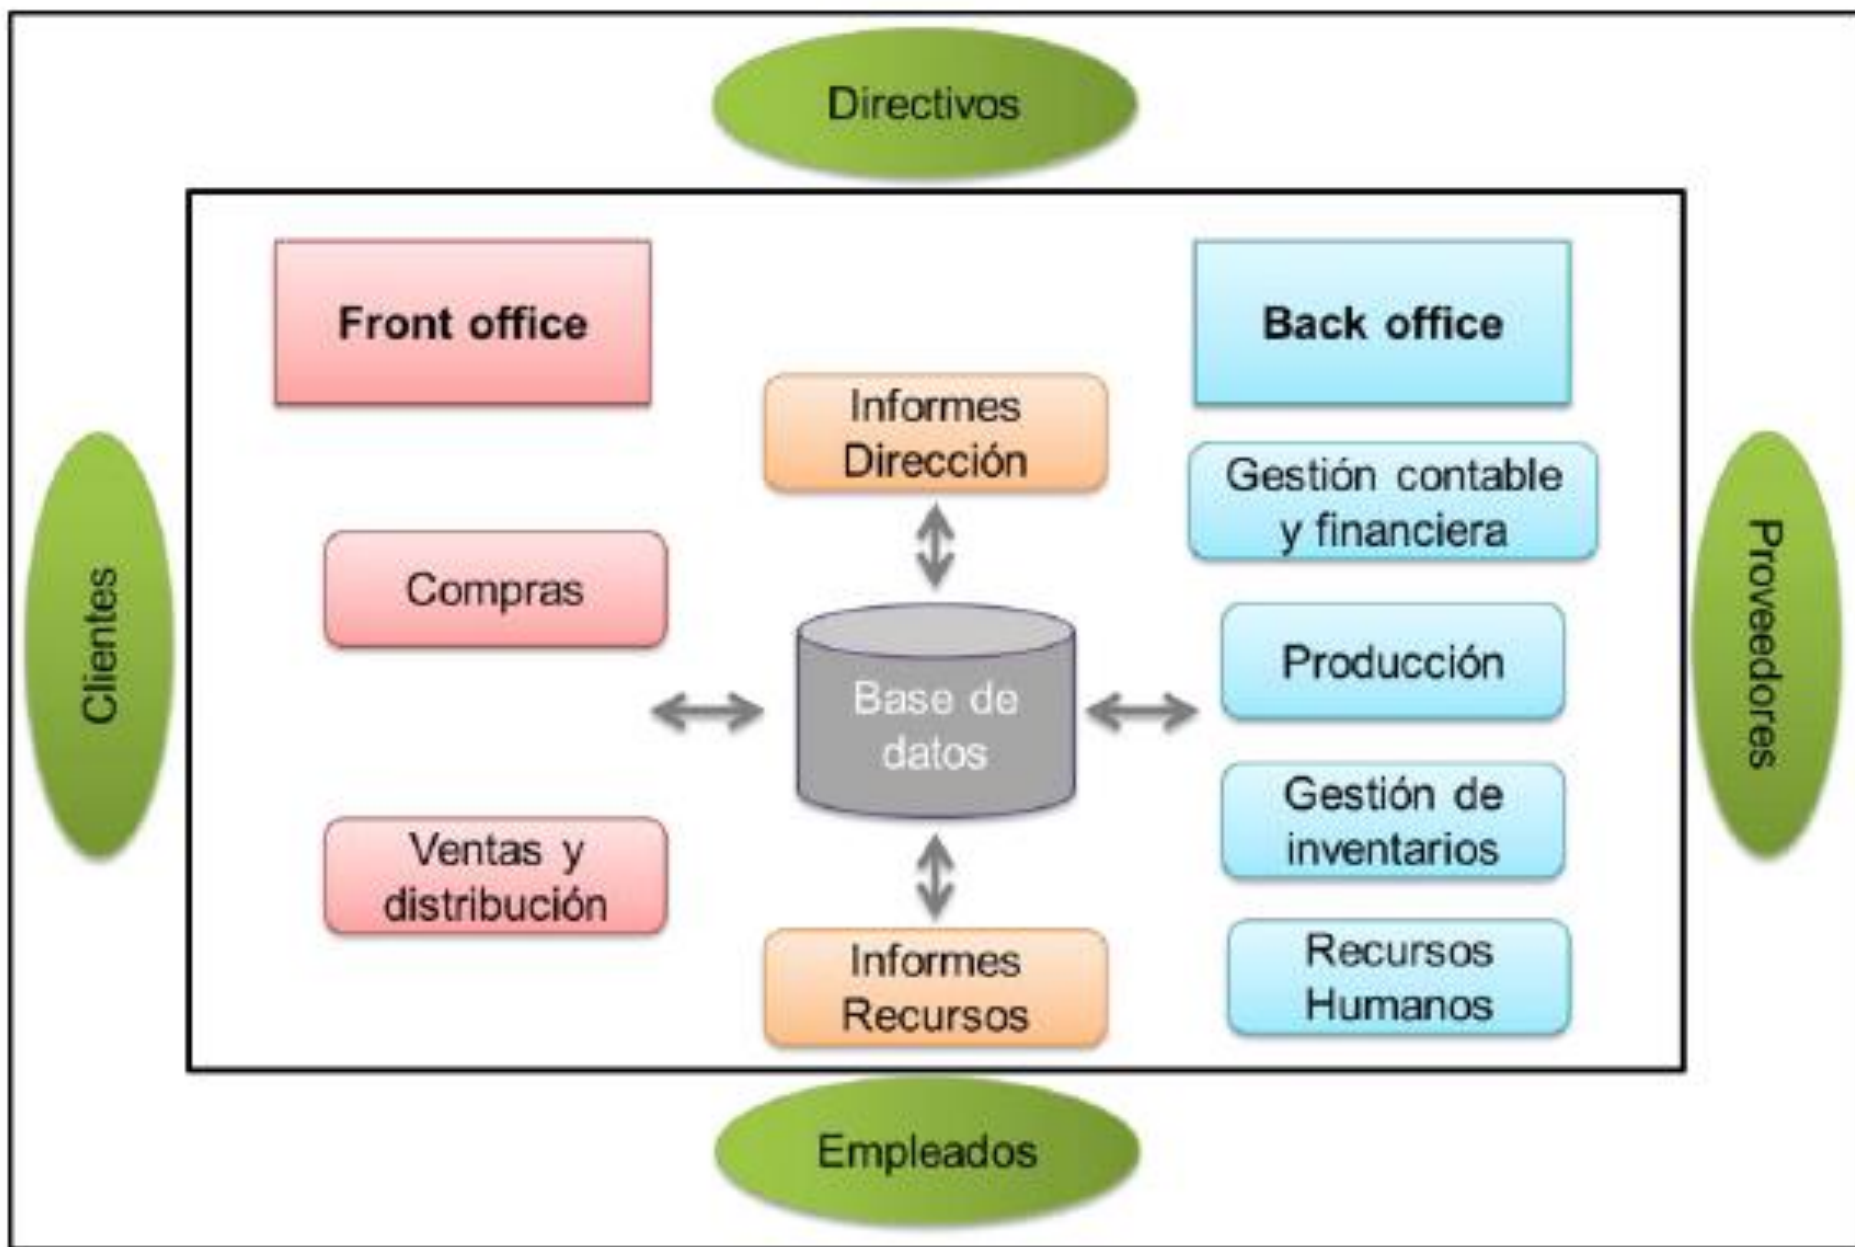 Directivos
Front office
Back office
Informes
Dirección
Gestión contable
y financiera
Clientes
Compras
Proveedores
Producción
Base de
datos
Gestión de
inventarios
Ventas y
distribución
Informes
Recursos
Recursos
Humanos
Empleados